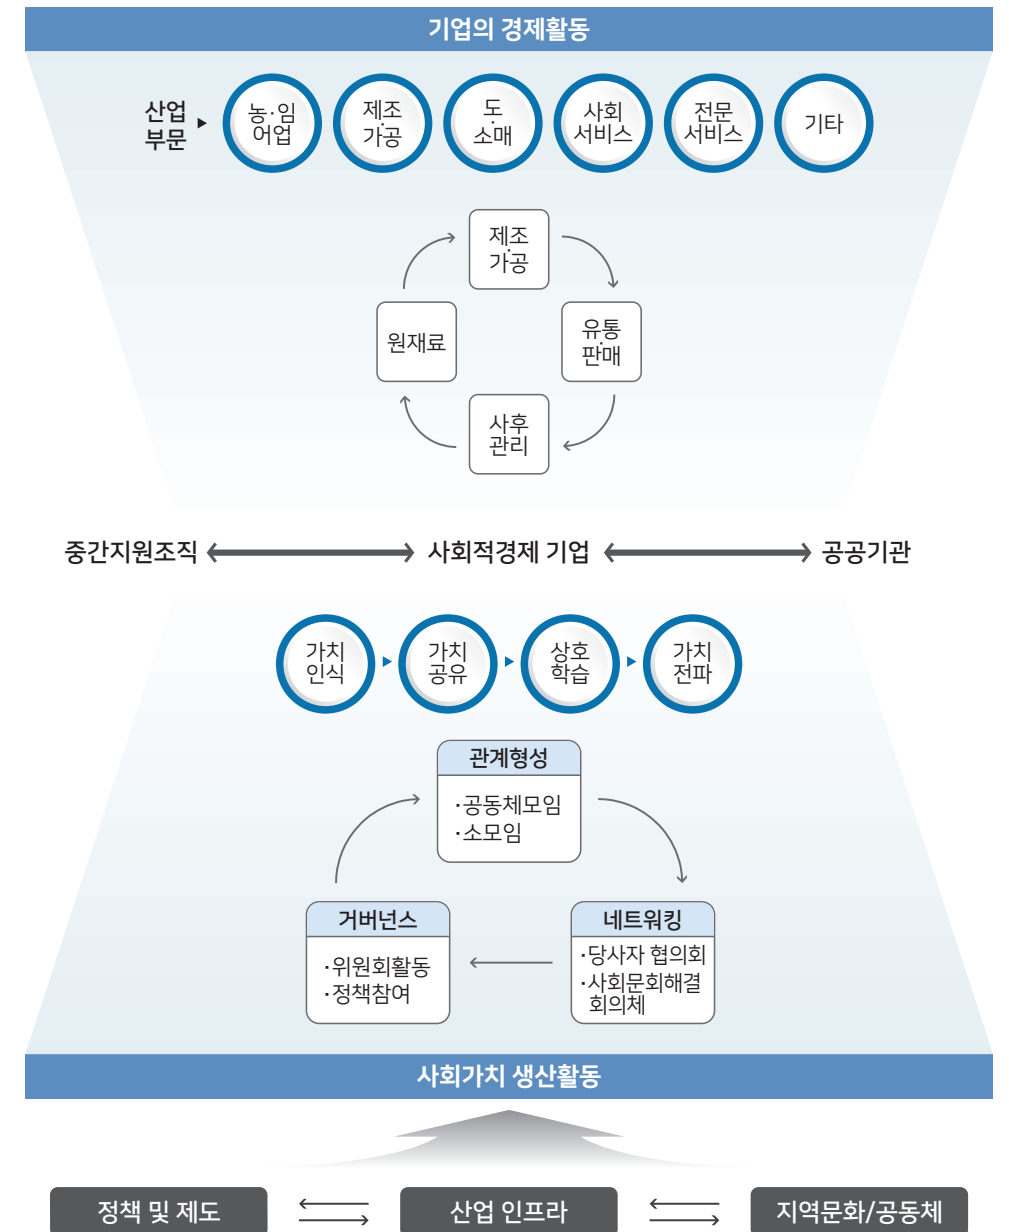 기업의 경제활동
산업
부문
농·임
어업
제조
·
가공
도
·
소매
사회
서비스
전문
서비스
기타
제조
·
가공
원재료
유통
·
판매
사후
관리
중간지원조직
사회적경제 기업
공공기관
가치
인식
가치
공유
상호
학습
가치
전파
관계형성
·공동체모임
·소모임
거버넌스
·위원회활동
·정책참여
네트워킹
·당사자 협의회
·사회문회해결
회의체
사회가치 생산활동
정책 및 제도
산업 인프라
지역문화/공동체